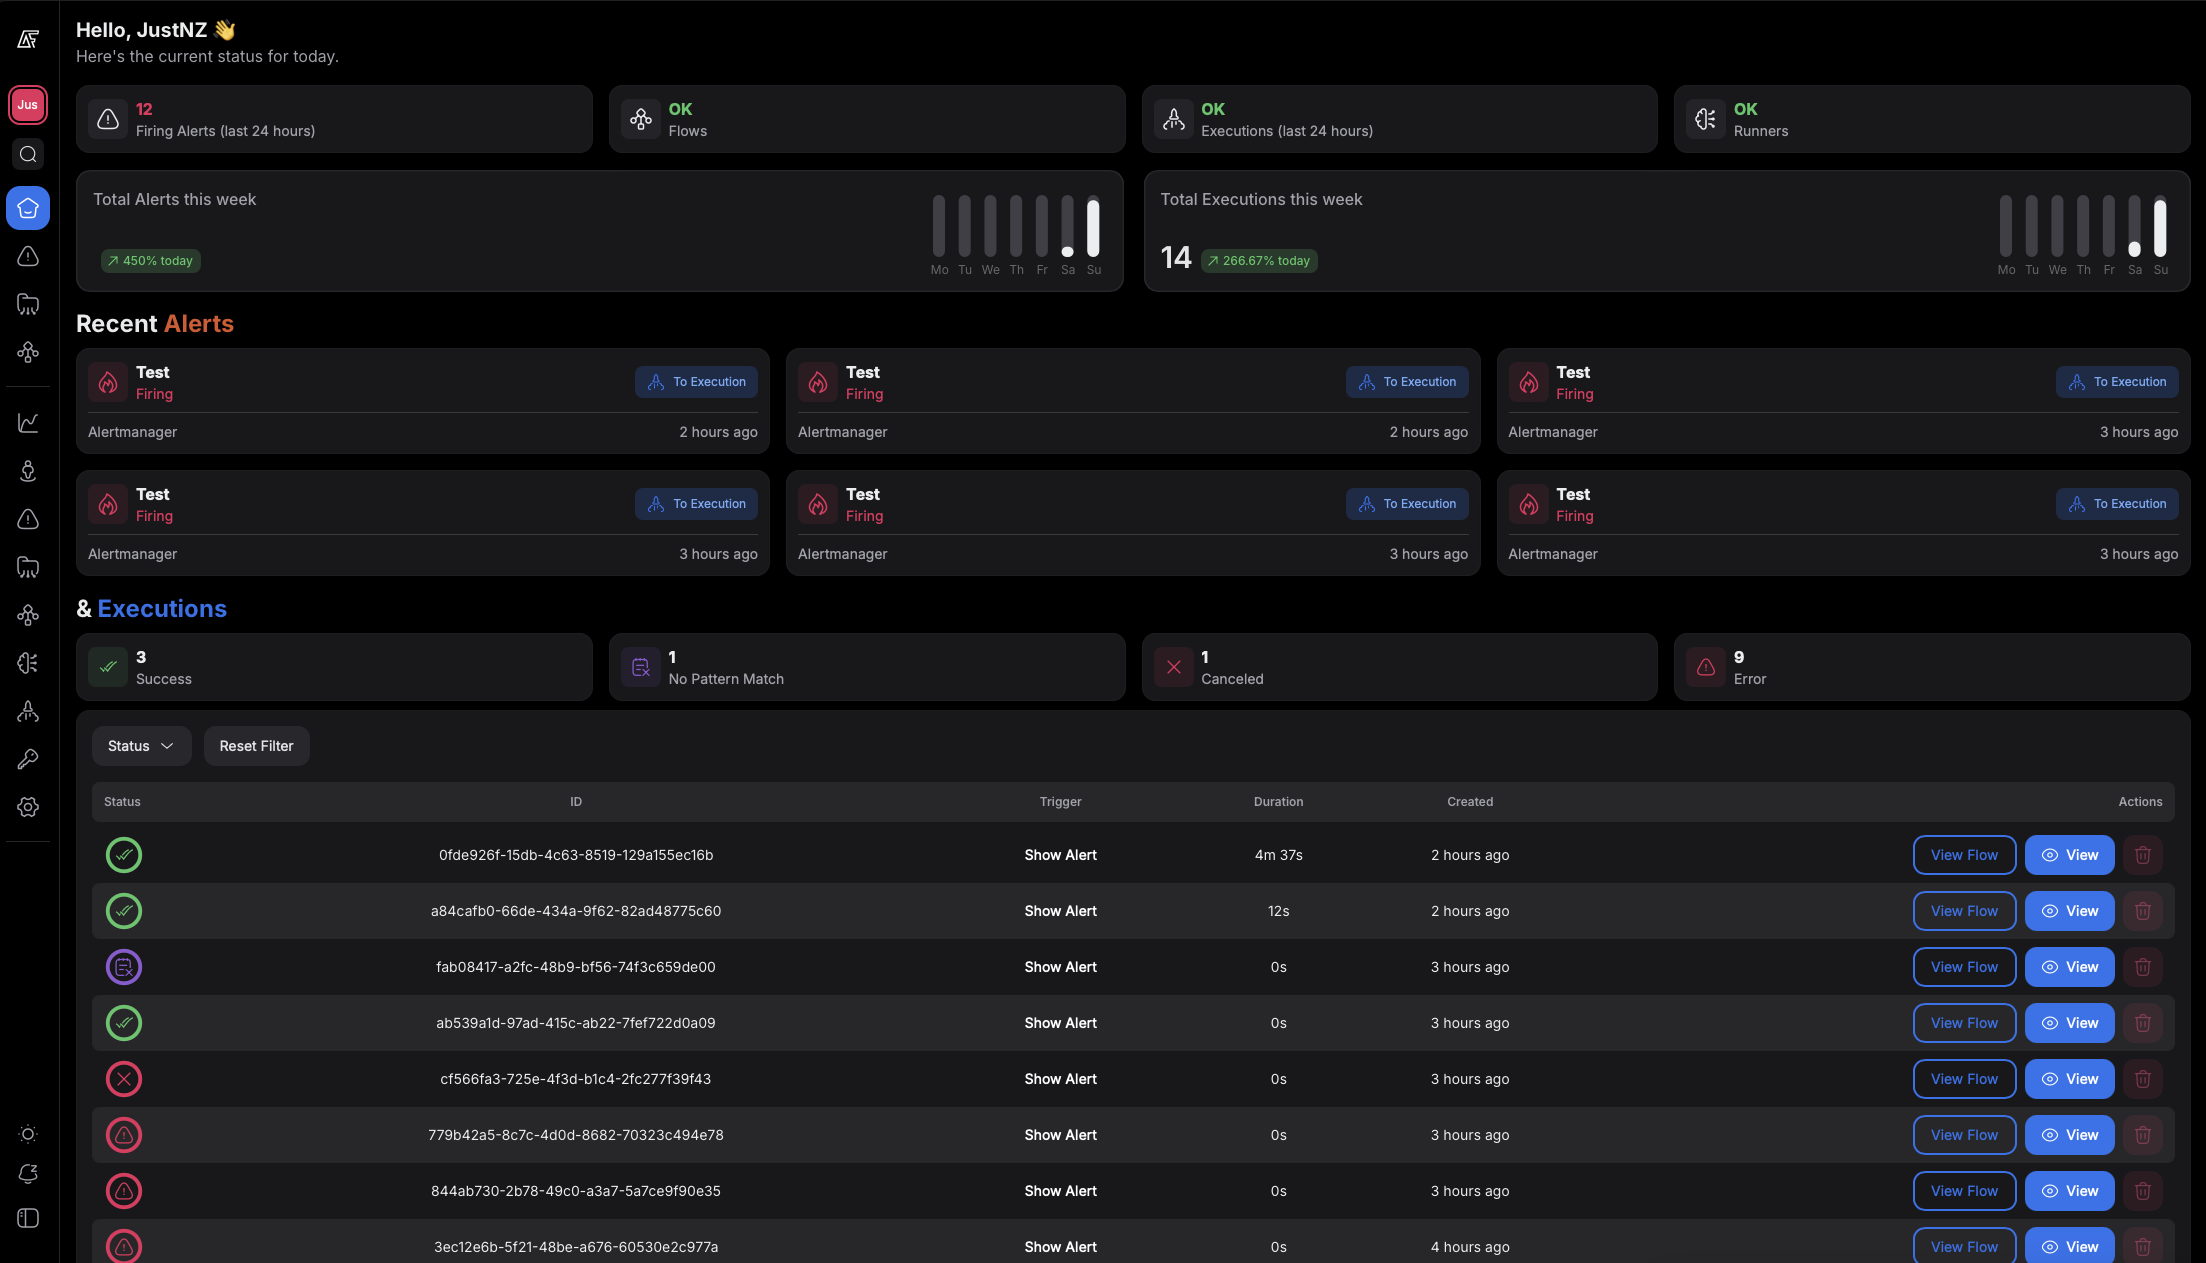 Hello, JustNZ 👋
Here's the current status for today.
Jus
12
Firing Alerts (last 24 hours)
OK
Flows
OK
Executions (last 24 hours)
OK
Runners
Total Alerts this week
450% today
Mo Tu We Th Fr Sa Su
Total Executions this week
14 266.67% today
Mo Tu We Th Fr Sa Su
Recent Alerts
Test
Firing
To Execution
Alertmanager 2 hours ago
Test
Firing
To Execution
Alertmanager 2 hours ago
Test
Firing
To Execution
Alertmanager 3 hours ago
Test
Firing
To Execution
Alertmanager 3 hours ago
Test
Firing
To Execution
Alertmanager 3 hours ago
Test
Firing
To Execution
Alertmanager 3 hours ago
& Executions
3
Success
1
No Pattern Match
1
Canceled
9
Error
Status Reset Filter
Status ID Trigger Duration Created Actions
0fde926f-15db-4c63-8519-129a155ec16b Show Alert 4m 37s 2 hours ago View Flow View
a84cafb0-66de-434a-9f62-82ad48775c60 Show Alert 12s 2 hours ago View Flow View
fab08417-a2fc-48b9-bf56-74f3c659de00 Show Alert 0s 3 hours ago View Flow View
ab539a1d-97ad-415c-ab22-7fef722d0a09 Show Alert 0s 3 hours ago View Flow View
cf566fa3-725e-4f3d-b1c4-2fc277f39f43 Show Alert 0s 3 hours ago View Flow View
779b42a5-8c7c-4d0d-8682-70323c494e78 Show Alert 0s 3 hours ago View Flow View
844ab730-2b78-49c0-a3a7-5a7ce9f90e35 Show Alert 0s 3 hours ago View Flow View
3ec12e6b-5f21-48be-a676-60530e2c977a Show Alert 0s 4 hours ago View Flow View